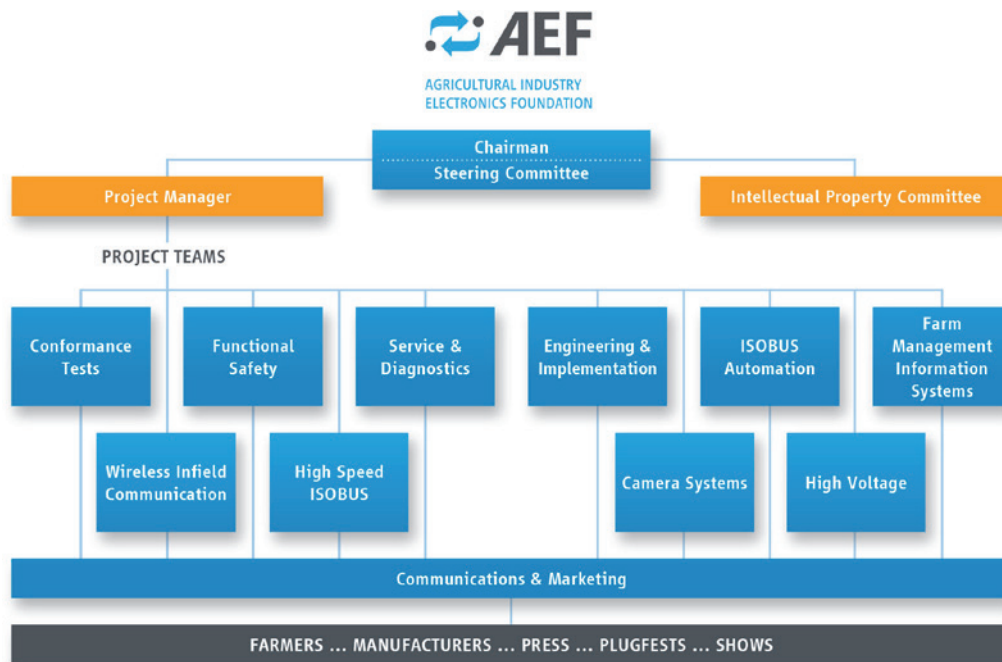 AEF
AGRICULTURAL INDUSTRY
ELECTRONICS FOUNDATION
Chairman
Steering Committee
Project Manager
Intellectual Property Committee
PROJECT TEAMS
Conformance
Tests
Functional
Safety
Service &
Diagnostics
Engineering &
Implementation
ISOBUS
Automation
Farm
Management
Information
Systems
Wireless Infield
Communication
High Speed
ISOBUS
Camera Systems
High Voltage
Communications & Marketing
FARMERS ... MANUFACTURERS ... PRESS ... PLUGFESTS ... SHOWS